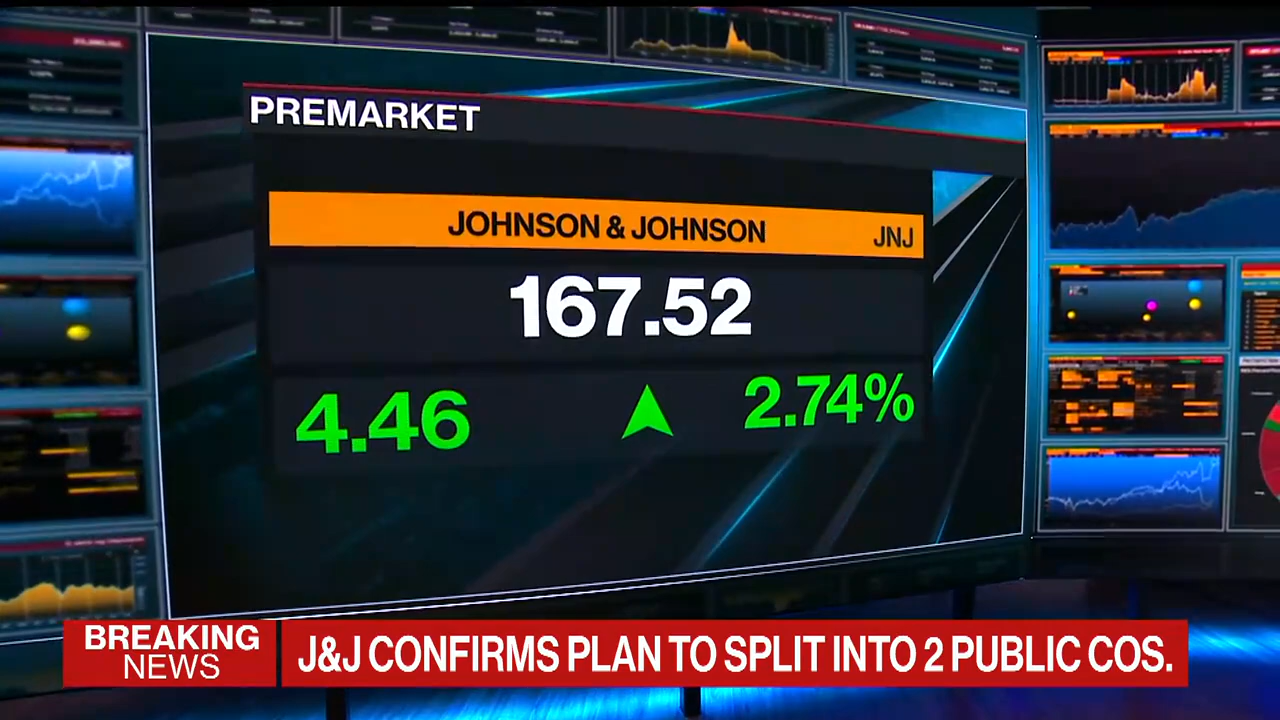 PREMARKET
JOHNSON & JOHNSON JNJ
167.52
4.46 2.74%
BREAKING
NEWS
J&J CONFIRMS PLAN TO SPLIT INTO 2 PUBLIC COS.